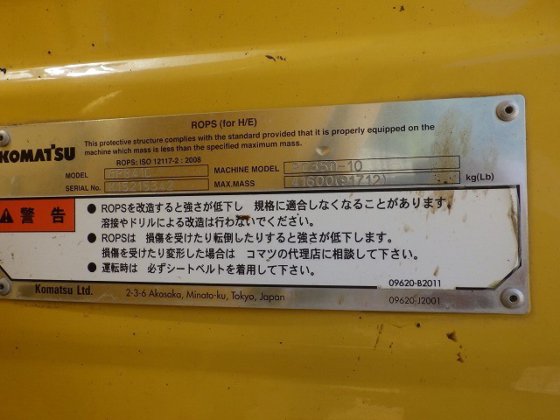 ROPS (for H/E)
KOMATSU
This protective structure complies with the standard provided that it is properly equipped on the
machine which mass is less than the specified maximum mass.
ROPS: ISO 12117-2 : 2008
MODEL MACHINE MODEL
SERIAL No. MAX.MASS 41600(91712) kg(Lb)
警告
● ROPSを改造すると強さが低下し 規格に適合しなくなることがあります。
溶接やドリルによる改造は行わないでください。
● ROPSは 損傷を受けたり転倒したりすると強さが低下します。
損傷を受けたり変形した場合は コマツの代理店に相談して下さい。
● 運転時は 必ずシートベルトを着用して下さい。
09620-B2011
Komatsu Ltd. 2-3-6 Akasaka, Minato-ku, Tokyo, Japan
09620-J2001